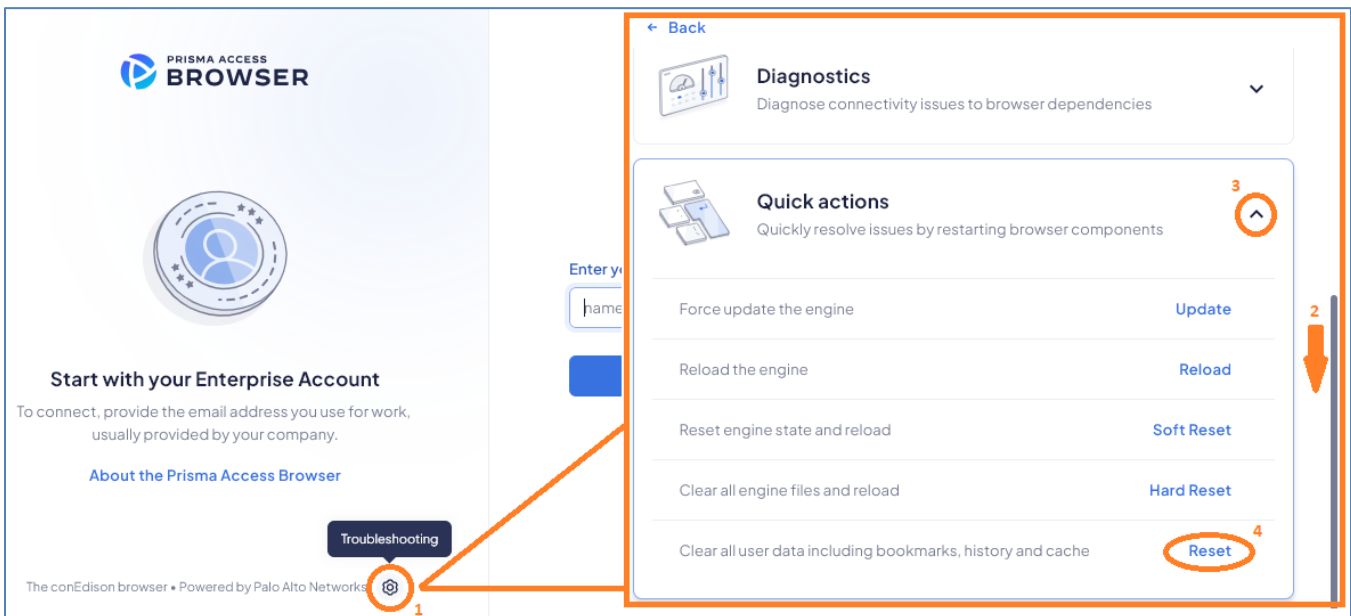 PRISMA ACCESS
BROWSER
Start with your Enterprise Account
To connect, provide the email address you use for work,
usually provided by your company.
About the Prisma Access Browser
Troubleshooting
The conEdison browser • Powered by Palo Alto Networks
1
Enter yo
name
← Back
Diagnostics
Diagnose connectivity issues to browser dependencies
Quick actions
Quickly resolve issues by restarting browser components
3
Force update the engine Update
2
Reload the engine Reload
Reset engine state and reload Soft Reset
Clear all engine files and reload Hard Reset
Clear all user data including bookmarks, history and cache Reset
4